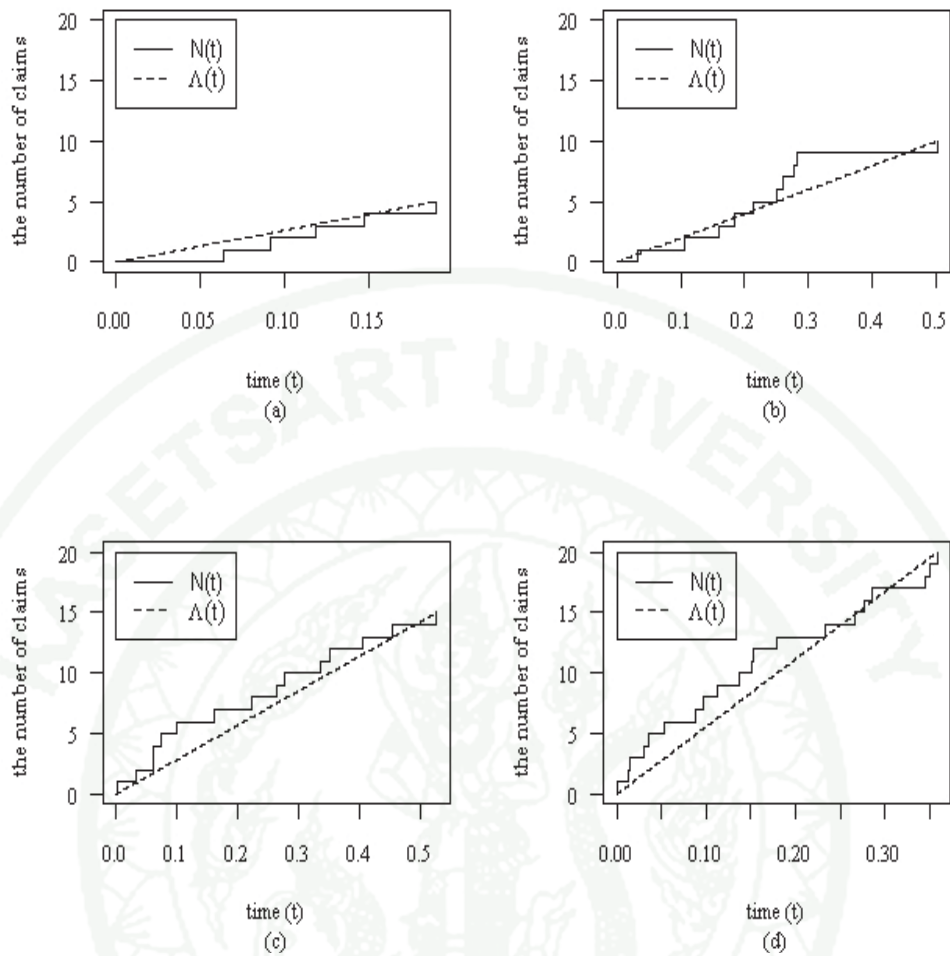 the number of claims
20
15
10
5
0
N(t)
Λ(t)
0.00 0.05 0.10 0.15
time (t)
(a)
the number of claims
20
15
10
5
0
N(t)
Λ(t)
0.0 0.1 0.2 0.3 0.4 0.5
time (t)
(b)
KASETSART UNIVERSITY
the number of claims
20
15
10
5
0
N(t)
Λ(t)
0.0 0.1 0.2 0.3 0.4 0.5
time (t)
(c)
the number of claims
20
15
10
5
0
N(t)
Λ(t)
0.00 0.10 0.20 0.30
time (t)
(d)